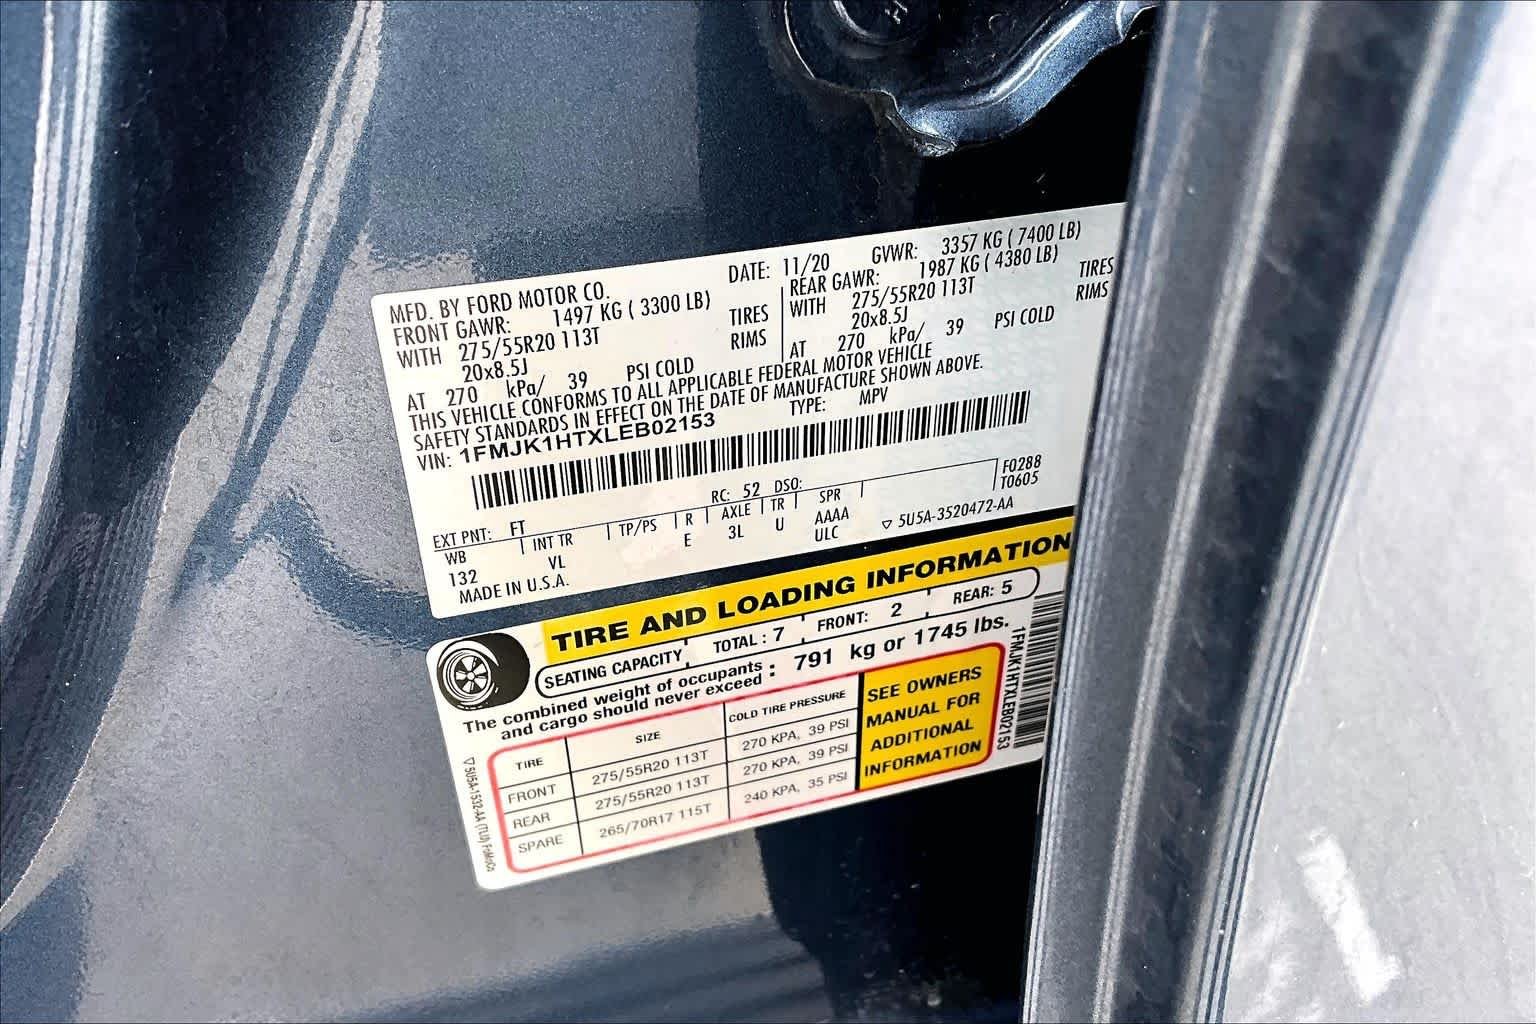 MFD. BY FORD MOTOR CO.
DATE: 11/20 GVWR: 3357 KG ( 7400 LB)
FRONT GAWR: 1497 KG ( 3300 LB)
REAR GAWR: 1987 KG ( 4380 LB)
WITH 275/55R20 113T TIRES
WITH 275/55R20 113T TIRES
20x8.5J RIMS
20x8.5J RIMS
AT 270 kPa/ 39 PSI COLD
AT 270 kPa/ 39 PSI COLD
THIS VEHICLE CONFORMS TO ALL APPLICABLE FEDERAL MOTOR VEHICLE
SAFETY STANDARDS IN EFFECT ON THE DATE OF MANUFACTURE SHOWN ABOVE.
VIN: 1FMJK1HTXLEB02153 TYPE: MPV
EXT PNT: FT RC: 52 DSO: F0288
T0605
WB INT TR TP/PS R AXLE TR SPR
132 VL E 3L U AAAA
ULC
MADE IN U.S.A.
▽ 5U5A-3520472-AA
TIRE AND LOADING INFORMATION
SEATING CAPACITY TOTAL : 7 FRONT: 2 REAR: 5
The combined weight of occupants
and cargo should never exceed : 791 kg or 1745 lbs.
TIRE SIZE COLD TIRE PRESSURE
FRONT 275/55R20 113T 270 KPA, 39 PSI
REAR 275/55R20 113T 270 KPA, 39 PSI
SPARE 265/70R17 115T 240 KPA, 35 PSI
SEE OWNERS
MANUAL FOR
ADDITIONAL
INFORMATION
1FMJK1HTXLEB02153
▽ 5U5A-1532-AA (TLU) FoMoCo
H